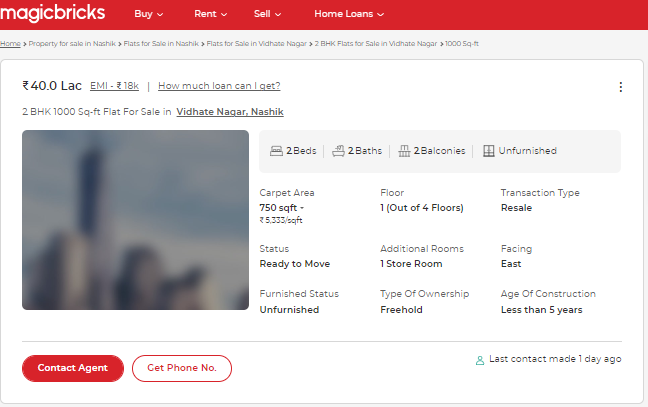 magicbricks
Buy Rent Sell Home Loans
Home > Property for sale in Nashik > Flats for Sale in Nashik > Flats for Sale in Vidhate Nagar > 2 BHK Flats for Sale in Vidhate Nagar > 1000 Sq-ft
₹40.0 Lac EMI - ₹18k | How much loan can I get?
2 BHK 1000 Sq-ft Flat For Sale in Vidhate Nagar, Nashik
2 Beds 2 Baths 2 Balconies Unfurnished
Carpet Area Floor Transaction Type
750 sqft 1 (Out of 4 Floors) Resale
₹5,333/sqft
Status Additional Rooms Facing
Ready to Move 1 Store Room East
Furnished Status Type Of Ownership Age Of Construction
Unfurnished Freehold Less than 5 years
Contact Agent Get Phone No. Last contact made 1 day ago